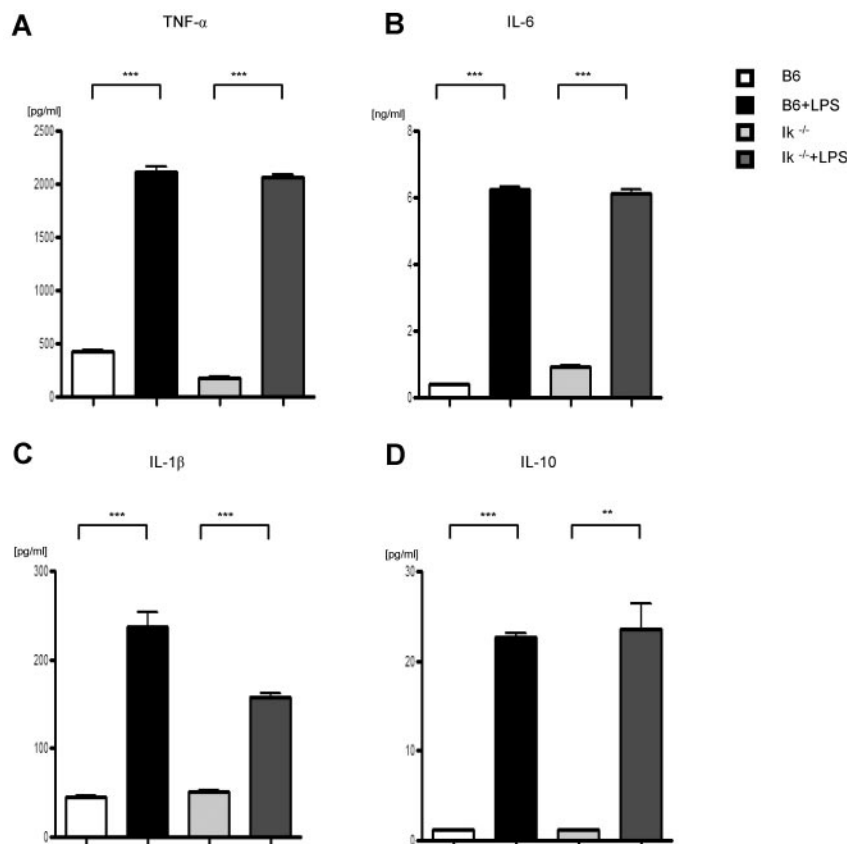 A
TNF-α
*** ***
[pg/ml]
2500
2000
1500
1000
500
0
B
IL-6
*** ***
[ng/ml]
8
6
4
2
0
B6
B6+LPS
Ik -/-
Ik -/-+LPS
C
IL-1β
*** ***
[pg/ml]
300
200
100
0
D
IL-10
*** **
[pg/ml]
30
20
10
0